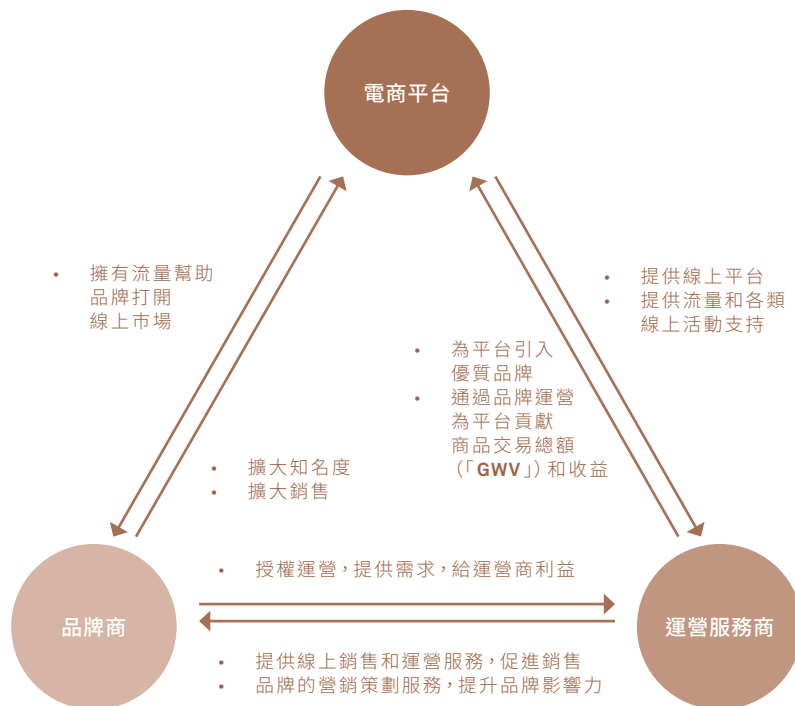 電商平台
• 擁有流量幫助
品牌打開
線上市場
• 提供線上平台
• 提供流量和各類
線上活動支持
• 為平台引入
優質品牌
• 通過品牌運營
為平台貢獻
商品交易總額
（「GWV」）和收益
• 擴大知名度
• 擴大銷售
• 授權運營，提供需求，給運營商利益
品牌商
運營服務商
• 提供線上銷售和運營服務，促進銷售
• 品牌的營銷策劃服務，提升品牌影響力